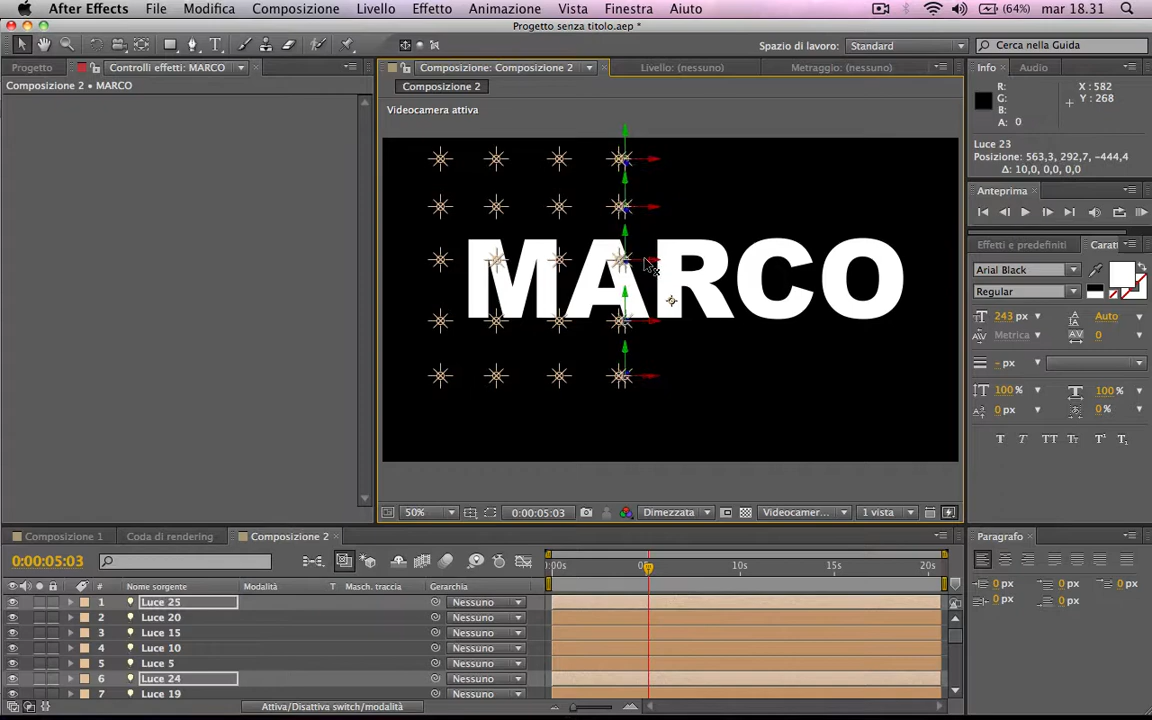 After Effects File Modifica Composizione Livello Effetto Animazione Vista Finestra Aiuto (64%) mar 18.31
Progetto senza titolo.aep *
Spazio di lavoro: Standard Cerca nella Guida
Progetto Controlli effetti: MARCO Composizione: Composizione 2 Livello: (nessuno) Metraggio: (nessuno) Info Audio
Composizione 2 • MARCO Composizione 2
Videocamera attiva
R: X : 582
G: Y : 268
B:
A: 0
Luce 23
Posizione: 563,3, 292,7, -444,4
Δ: 10,0, 0,0, 0,0
Anteprima
Effetti e predefiniti Caratt
Arial Black
Regular
243 px Auto
Metrica 0
- px
100 % 100 %
0 px 0 %
T T TT Tт T¹ T₁
MARCO
50% 0:00:05:03 Dimezzata Videocamer... 1 vista
Composizione 1 Coda di rendering Composizione 2 Paragrafo
0:00:05:03
:00s 10s 15s 20s
# Nome sorgente Modalità T Masch. traccia Gerarchia
1 Luce 25 Nessuno
2 Luce 20 Nessuno
3 Luce 15 Nessuno
4 Luce 10 Nessuno
5 Luce 5 Nessuno
6 Luce 24 Nessuno
7 Luce 19 Nessuno
0 px 0 px 0 px
0 px 0 px
Attiva/Disattiva switch/modalità